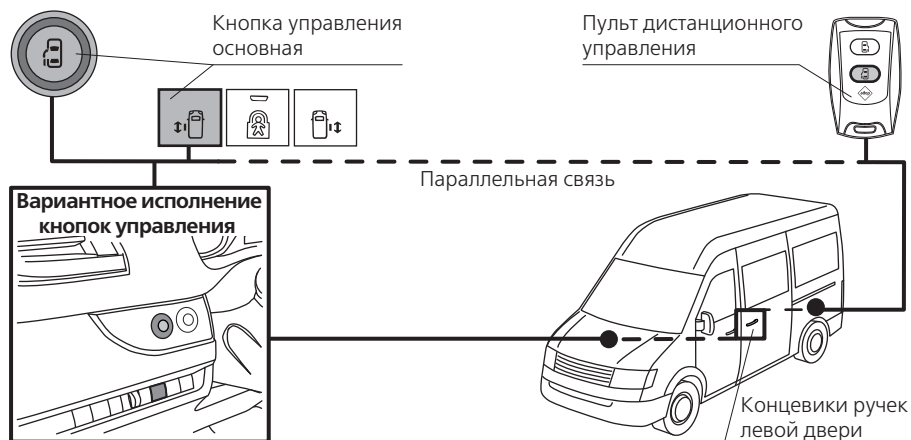 Кнопка управления
основная
Пульт дистанционного
управления
Параллельная связь
Вариантное исполнение
кнопок управления
Концевики ручек
левой двери